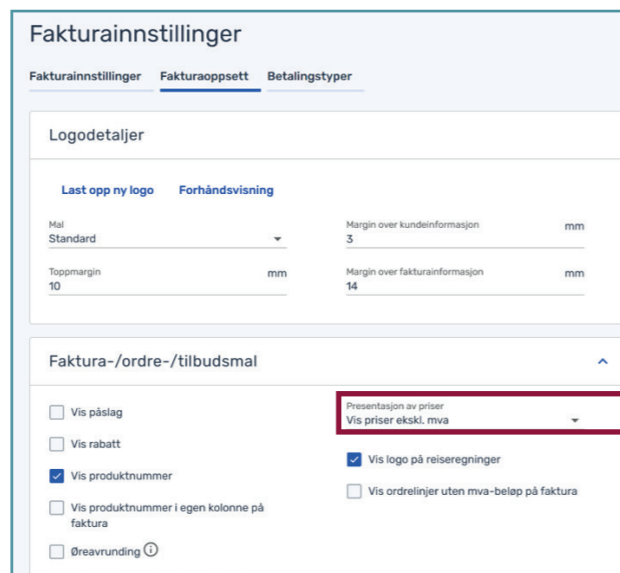 Fakturainnstillinger
Fakturainnstillinger Fakturaoppsett Betalingstyper
Logodetaljer
Last opp ny logo Forhåndsvisning
Mal
Standard
Margin over kundeinformasjon
3 mm
Toppmargin
10 mm
Margin over fakturainformasjon
14 mm
Faktura-/ordre-/tilbudsmal
Vis påslag
Vis rabatt
Vis produktnummer
Vis produktnummer i egen kolonne på
faktura
Øreavrunding
Presentasjon av priser
Vis priser ekskl. mva
Vis logo på reiseregninger
Vis ordrelinjer uten mva-beløp på faktura